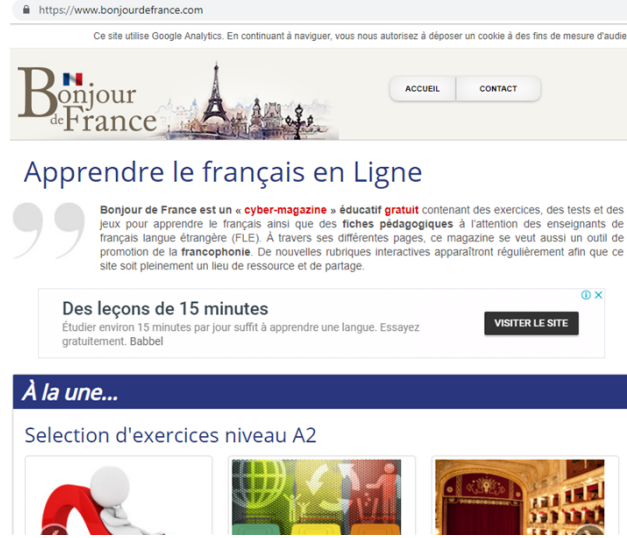 https://www.bonjourdefrance.com
Ce site utilise Google Analytics. En continuant à naviguer, vous nous autorisez à déposer un cookie à des fins de mesure d'audie
Bonjour
de France
ACCUEIL CONTACT
Apprendre le français en Ligne
Bonjour de France est un « cyber-magazine » éducatif gratuit contenant des exercices, des tests et des
jeux pour apprendre le français ainsi que des fiches pédagogiques à l'attention des enseignants de
français langue étrangère (FLE). À travers ses différentes pages, ce magazine se veut aussi un outil de
promotion de la francophonie. De nouvelles rubriques interactives apparaîtront régulièrement afin que ce
site soit pleinement un lieu de ressource et de partage.
Des leçons de 15 minutes
Étudier environ 15 minutes par jour suffit à apprendre une langue. Essayez
gratuitement. Babbel
VISITER LE SITE
À la une...
Selection d'exercices niveau A2